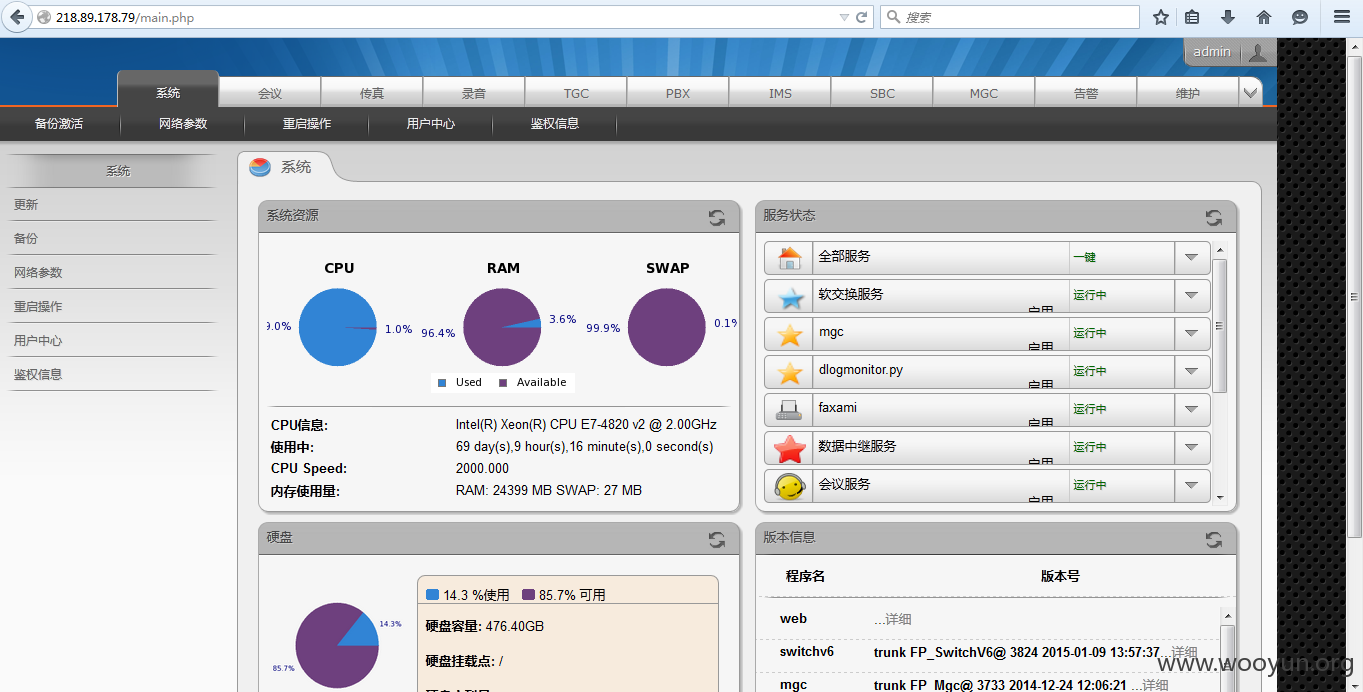 218.89.178.79/main.php
搜索
admin
系统 会议 传真 录音 TGC PBX IMS SBC MGC 告警 维护
备份激活 网络参数 重启操作 用户中心 鉴权信息
系统
更新
备份
网络参数
重启操作
用户中心
鉴权信息
系统
系统资源
CPU RAM SWAP
9.0% 1.0% 96.4% 3.6% 99.9% 0.1%
Used Available
CPU信息: Intel(R) Xeon(R) CPU E7-4820 v2 @ 2.00GHz
使用中: 69 day(s),9 hour(s),16 minute(s),0 second(s)
CPU Speed: 2000.000
内存使用量: RAM: 24399 MB SWAP: 27 MB
服务状态
全部服务 一键
软交换服务 启用 运行中
mgc 启用 运行中
dlogmonitor.py 启用 运行中
faxami 启用 运行中
数据中继服务 启用 运行中
会议服务 启用 运行中
硬盘
14.3%
85.7%
14.3 %使用 85.7% 可用
硬盘容量: 476.40GB
硬盘挂载点: /
版本信息
程序名 版本号
web ...详细
switchv6 trunk FP_SwitchV6@ 3824 2015-01-09 13:57:37...详细
mgc trunk FP_Mgc@ 3733 2014-12-24 12:06:21 ...详细
www.wooyun.org